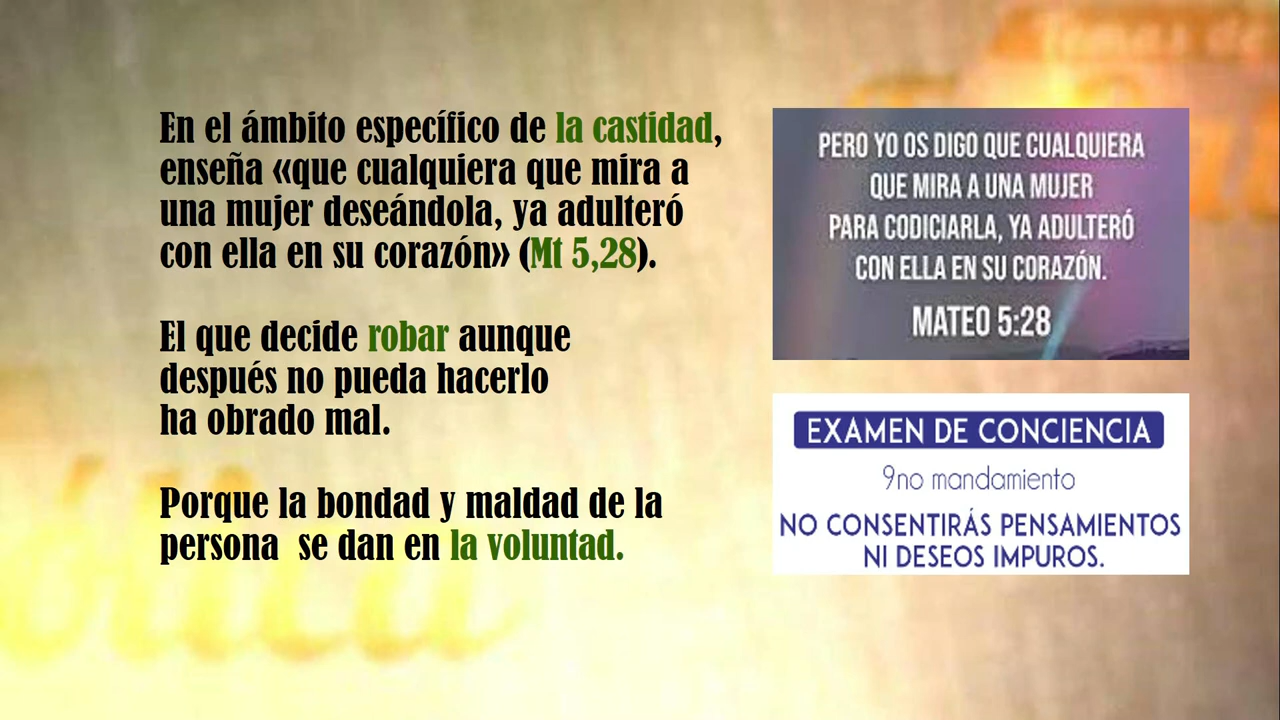 En el ámbito específico de la castidad,
enseña «que cualquiera que mira a
una mujer deseándola, ya adulteró
con ella en su corazón» (Mt 5,28).
El que decide robar aunque
después no pueda hacerlo
ha obrado mal.
Porque la bondad y maldad de la
persona  se dan en la voluntad.
PERO YO OS DIGO QUE CUALQUIERA
QUE MIRA A UNA MUJER
PARA CODICIARLA, YA ADULTERÓ
CON ELLA EN SU CORAZÓN.
MATEO 5:28
EXAMEN DE CONCIENCIA
9no mandamiento
NO CONSENTIRÁS PENSAMIENTOS
NI DESEOS IMPUROS.
Temas de